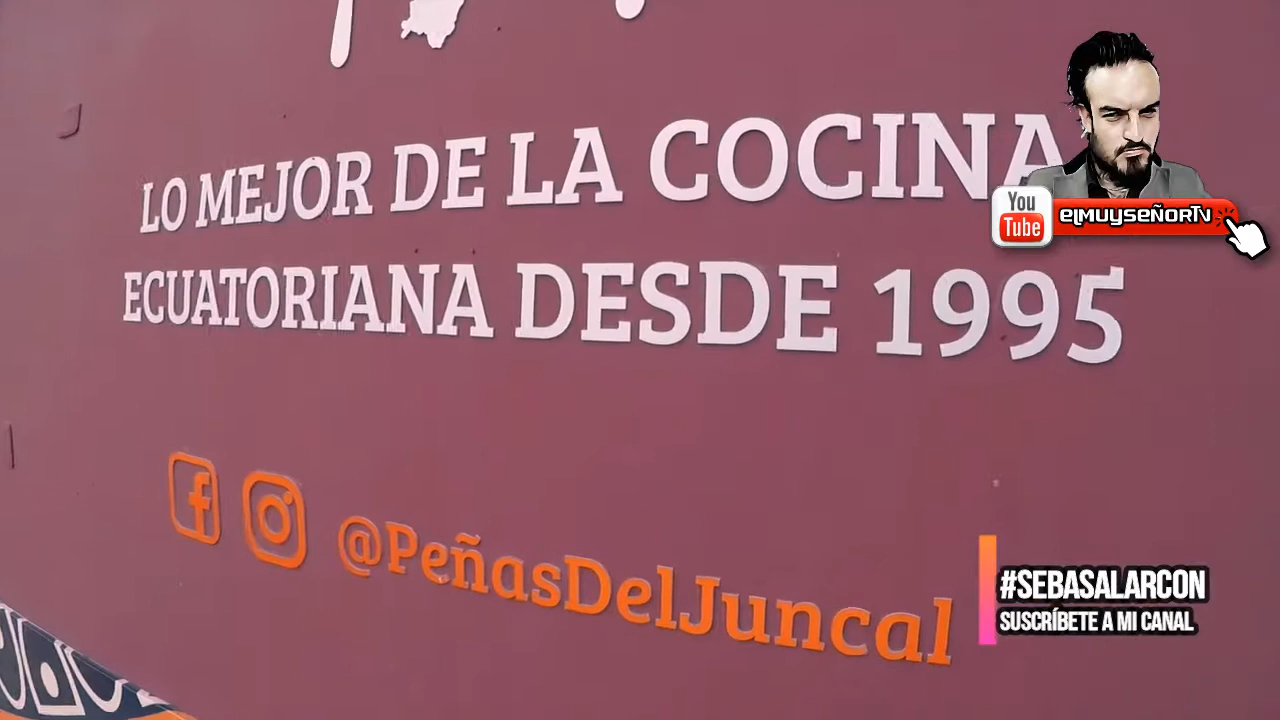 LO MEJOR DE LA COCINA
ECUATORIANA DESDE 1995
@PeñasDelJuncal
You
Tube
ELMUYSEÑORTV
#SEBASALARCON
SUSCRÍBETE A MI CANAL